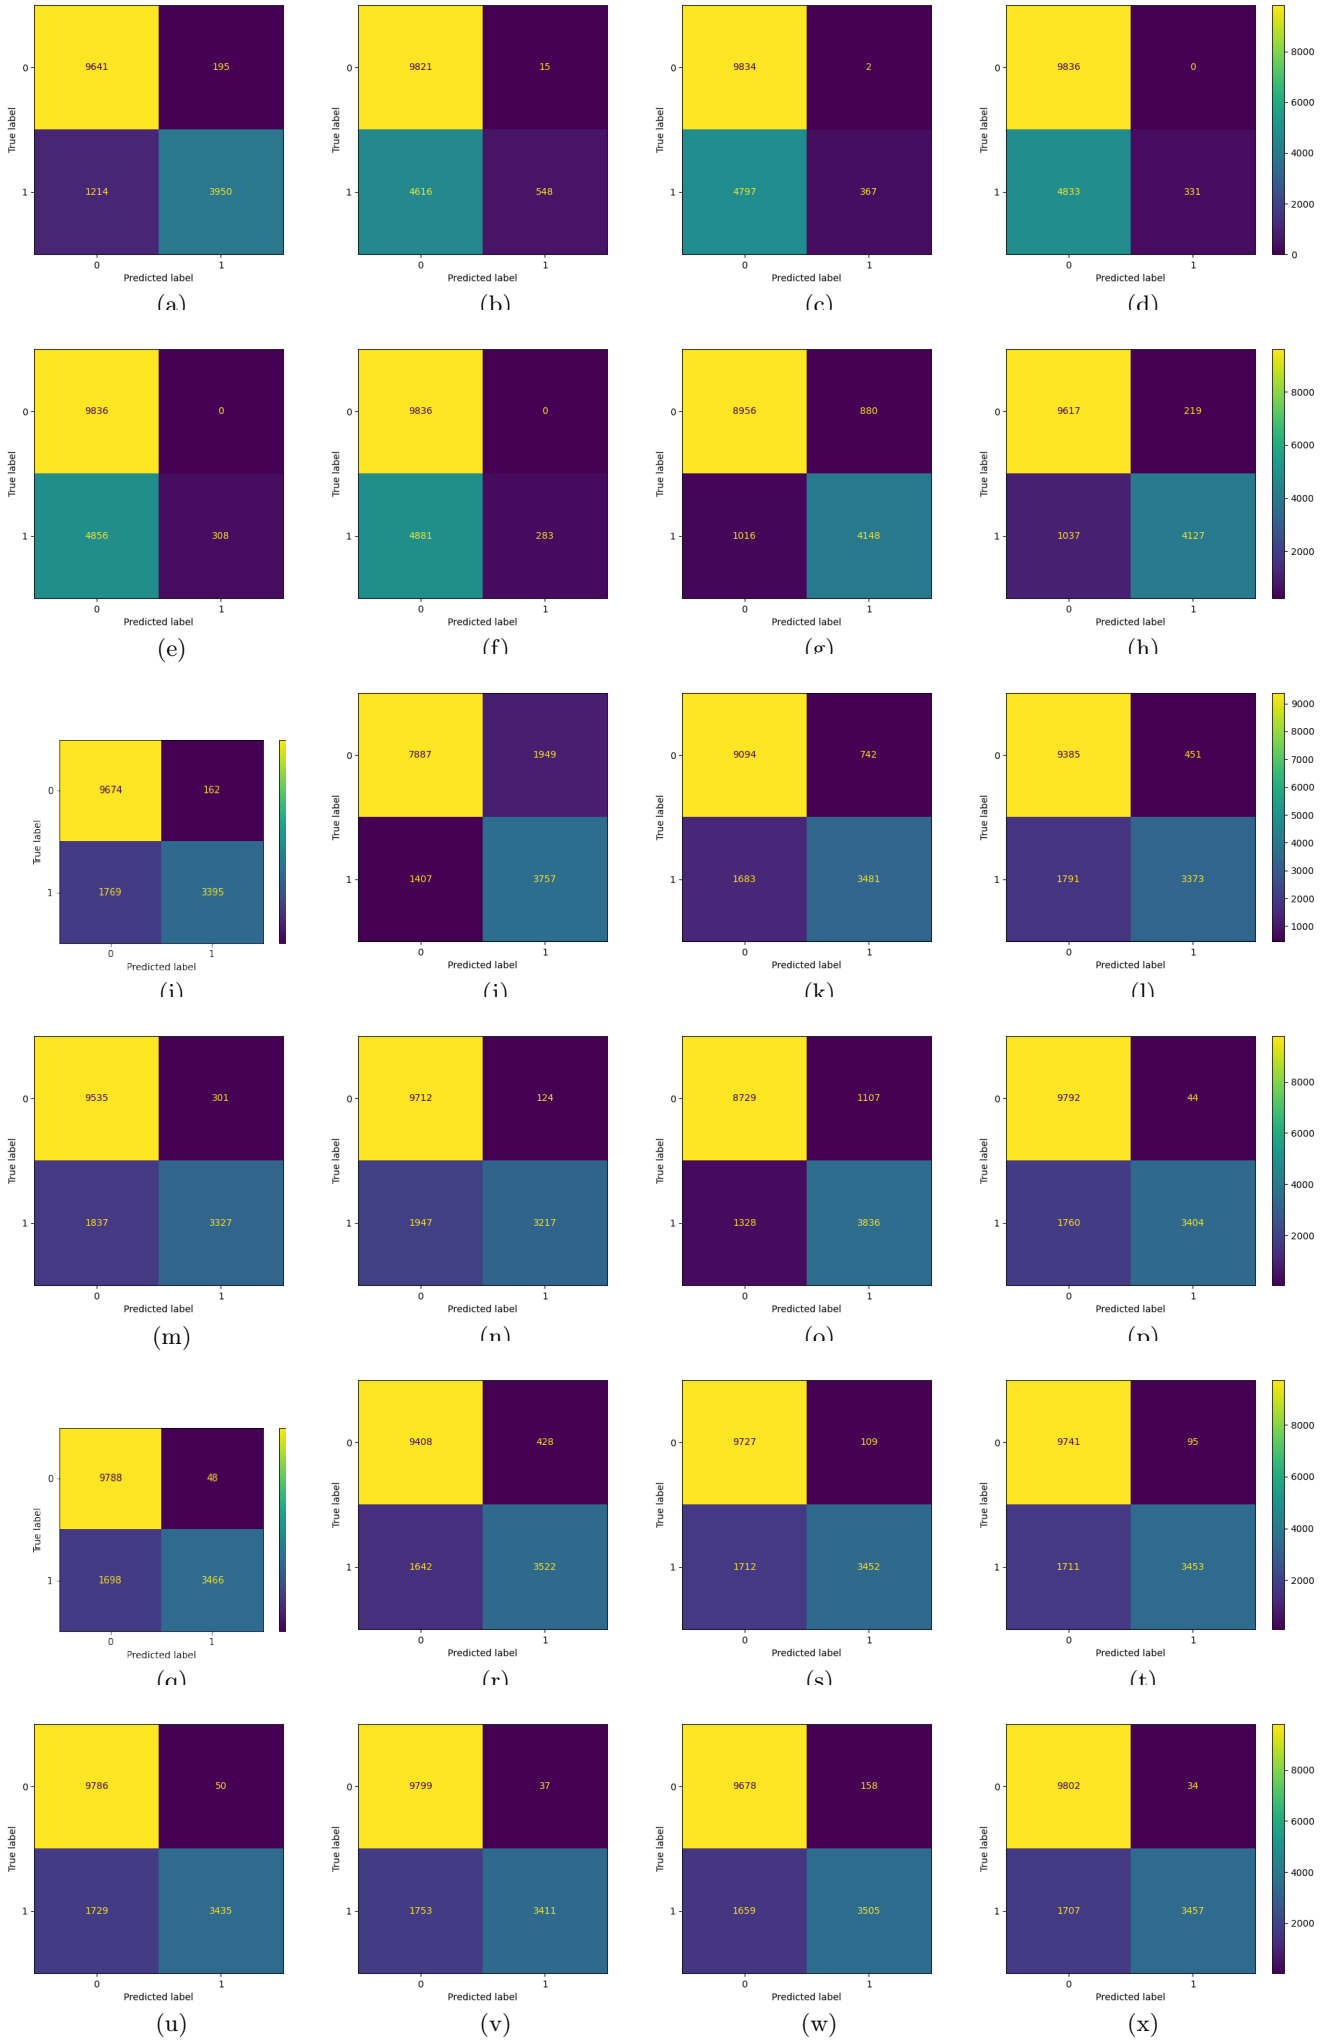 0 9641 195
True label
1 1214 3950
0 1
Predicted label
(a)
0 9821 15
True label
1 4616 548
0 1
Predicted label
(b)
0 9834 2
True label
1 4797 367
0 1
Predicted label
(c)
0 9836 0
True label
1 4833 331
0 1
Predicted label
(d)
8000
6000
4000
2000
0
0 9836 0
True label
1 4856 308
0 1
Predicted label
(e)
0 9836 0
True label
1 4881 283
0 1
Predicted label
(f)
0 8956 880
True label
1 1016 4148
0 1
Predicted label
(g)
0 9617 219
True label
1 1037 4127
0 1
Predicted label
(h)
8000
6000
4000
2000
0 9674 162
True label
1 1769 3395
0 1
Predicted label
(i)
0 7887 1949
True label
1 1407 3757
0 1
Predicted label
(j)
0 9094 742
True label
1 1683 3481
0 1
Predicted label
(k)
0 9385 451
True label
1 1791 3373
0 1
Predicted label
(l)
9000
8000
7000
6000
5000
4000
3000
2000
1000
0 9535 301
True label
1 1837 3327
0 1
Predicted label
(m)
0 9712 124
True label
1 1947 3217
0 1
Predicted label
(n)
0 8729 1107
True label
1 1328 3836
0 1
Predicted label
(o)
0 9792 44
True label
1 1760 3404
0 1
Predicted label
(p)
8000
6000
4000
2000
0 9788 48
True label
1 1698 3466
0 1
Predicted label
(q)
0 9408 428
True label
1 1642 3522
0 1
Predicted label
(r)
0 9727 109
True label
1 1712 3452
0 1
Predicted label
(s)
0 9741 95
True label
1 1711 3453
0 1
Predicted label
(t)
8000
6000
4000
2000
0 9786 50
True label
1 1729 3435
0 1
Predicted label
(u)
0 9799 37
True label
1 1753 3411
0 1
Predicted label
(v)
0 9678 158
True label
1 1659 3505
0 1
Predicted label
(w)
0 9802 34
True label
1 1707 3457
0 1
Predicted label
(x)
8000
6000
4000
2000